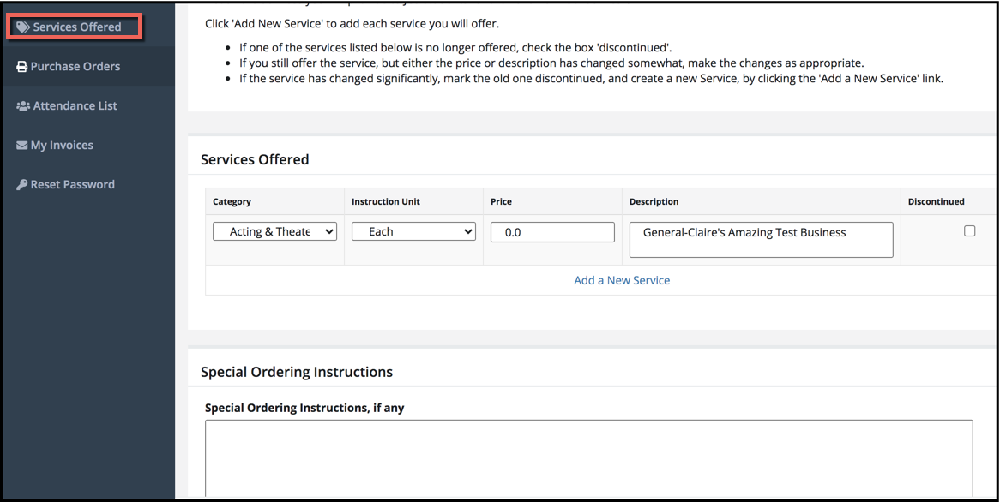 Services Offered
Purchase Orders
Attendance List
My Invoices
Reset Password
Click 'Add New Service' to add each service you will offer.
If one of the services listed below is no longer offered, check the box 'discontinued'.
If you still offer the service, but either the price or description has changed somewhat, make the changes as appropriate.
If the service has changed significantly, mark the old one discontinued, and create a new Service, by clicking the 'Add a New Service' link.
Services Offered
Category Instruction Unit Price Description Discontinued
Acting & Theate Each 0.0 General-Claire's Amazing Test Business
Add a New Service
Special Ordering Instructions
Special Ordering Instructions, if any